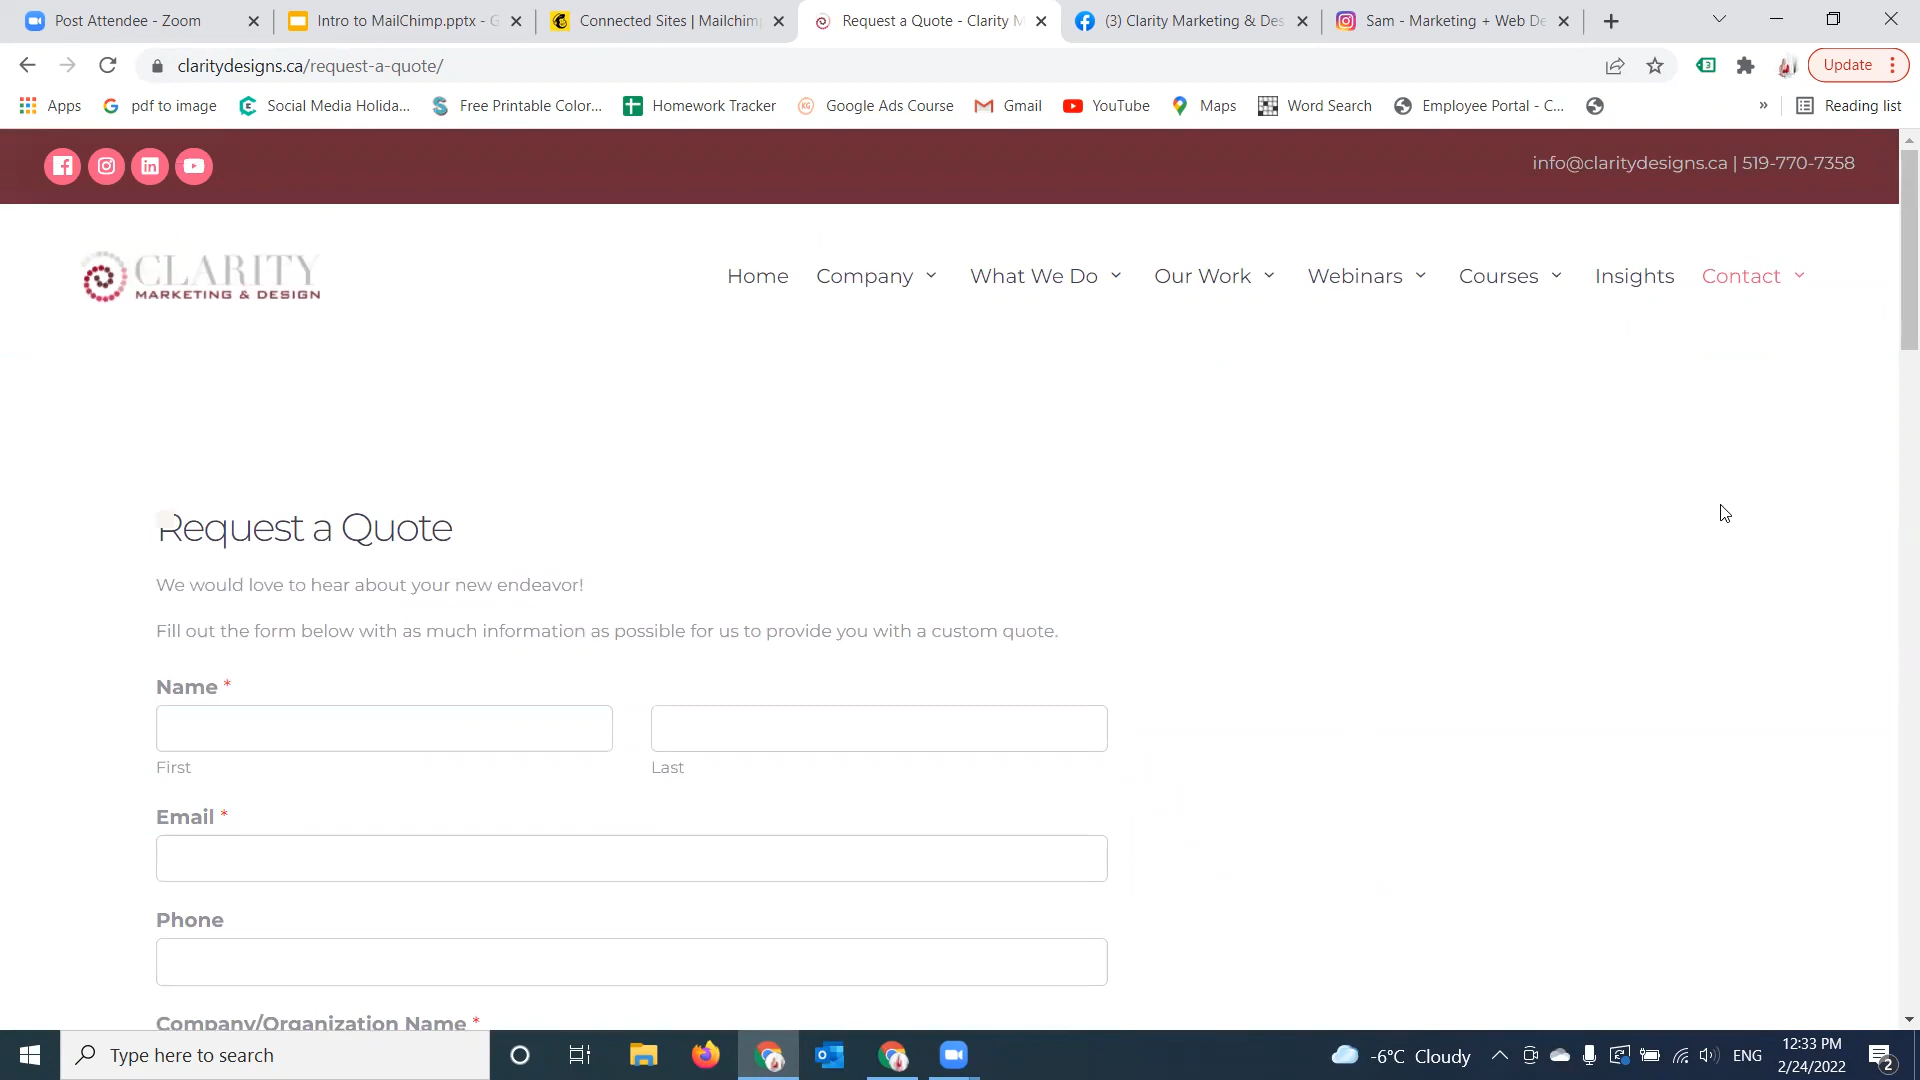 Post Attendee - Zoom
Intro to MailChimp.pptx - G
Connected Sites | Mailchimp
Request a Quote - Clarity M
(3) Clarity Marketing & Des
Sam - Marketing + Web De
claritydesigns.ca/request-a-quote/
Update
Apps
pdf to image
Social Media Holida...
Free Printable Color...
Homework Tracker
Google Ads Course
Gmail
YouTube
Maps
Word Search
Employee Portal - C...
»
Reading list
info@claritydesigns.ca | 519-770-7358
CLARITY
MARKETING & DESIGN
Home
Company
What We Do
Our Work
Webinars
Courses
Insights
Contact
Request a Quote
We would love to hear about your new endeavor!
Fill out the form below with as much information as possible for us to provide you with a custom quote.
Name *
First
Last
Email *
Phone
Company/Organization Name *
Type here to search
-6°C Cloudy
ENG
12:33 PM
2/24/2022
2